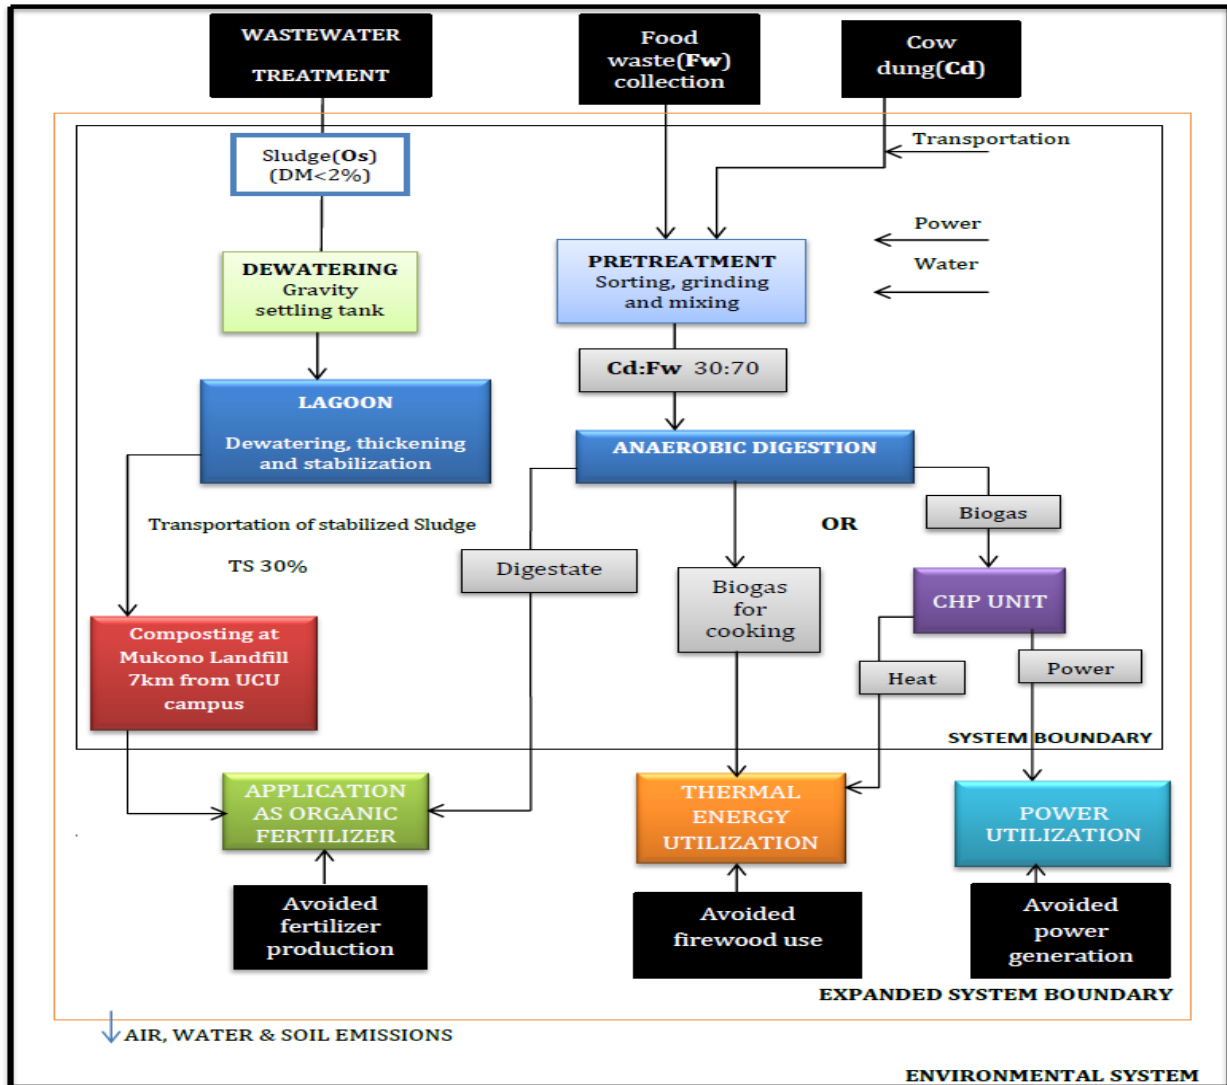 WASTEWATER
TREATMENT
Food
waste(Fw)
collection
Cow
dung(Cd)
Sludge(Os)
(DM<2%)
Transportation
Power
Water
DEWATERING
Gravity
settling tank
PRETREATMENT
Sorting, grinding
and mixing
Cd:Fw 30:70
LAGOON
Dewatering, thickening
and stabilization
ANAEROBIC DIGESTION
Transportation of stabilized Sludge
TS 30%
OR
Biogas
Digestate
Biogas
for
cooking
CHP UNIT
Composting at
Mukono Landfill
7km from UCU
campus
Heat
Power
SYSTEM BOUNDARY
APPLICATION
AS ORGANIC
FERTILIZER
THERMAL
ENERGY
UTILIZATION
POWER
UTILIZATION
Avoided
fertilizer
production
Avoided
firewood use
Avoided
power
generation
EXPANDED SYSTEM BOUNDARY
AIR, WATER & SOIL EMISSIONS
ENVIRONMENTAL SYSTEM